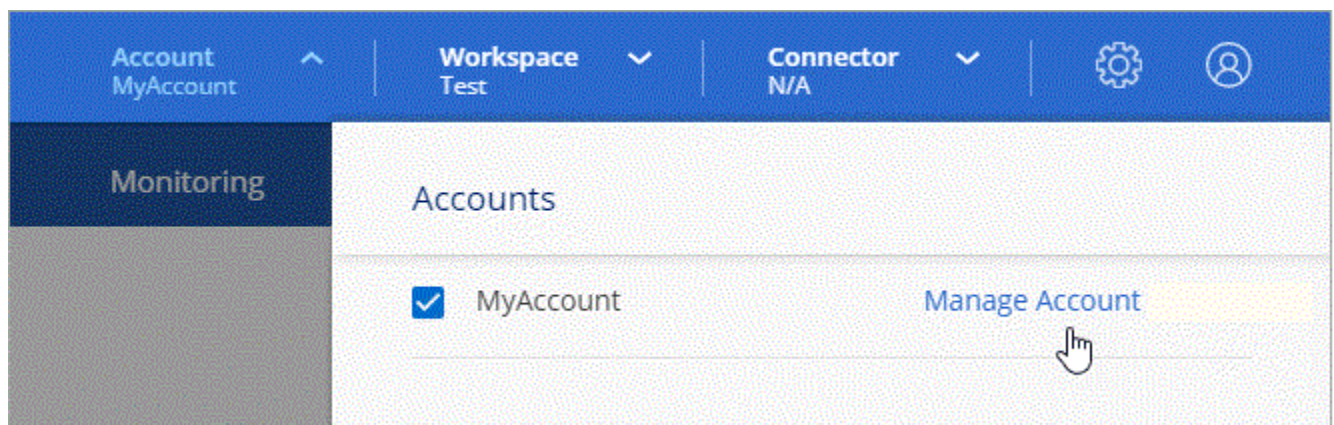 Account
MyAccount
Workspace
Test
Connector
N/A
Monitoring
Accounts
MyAccount
Manage Account